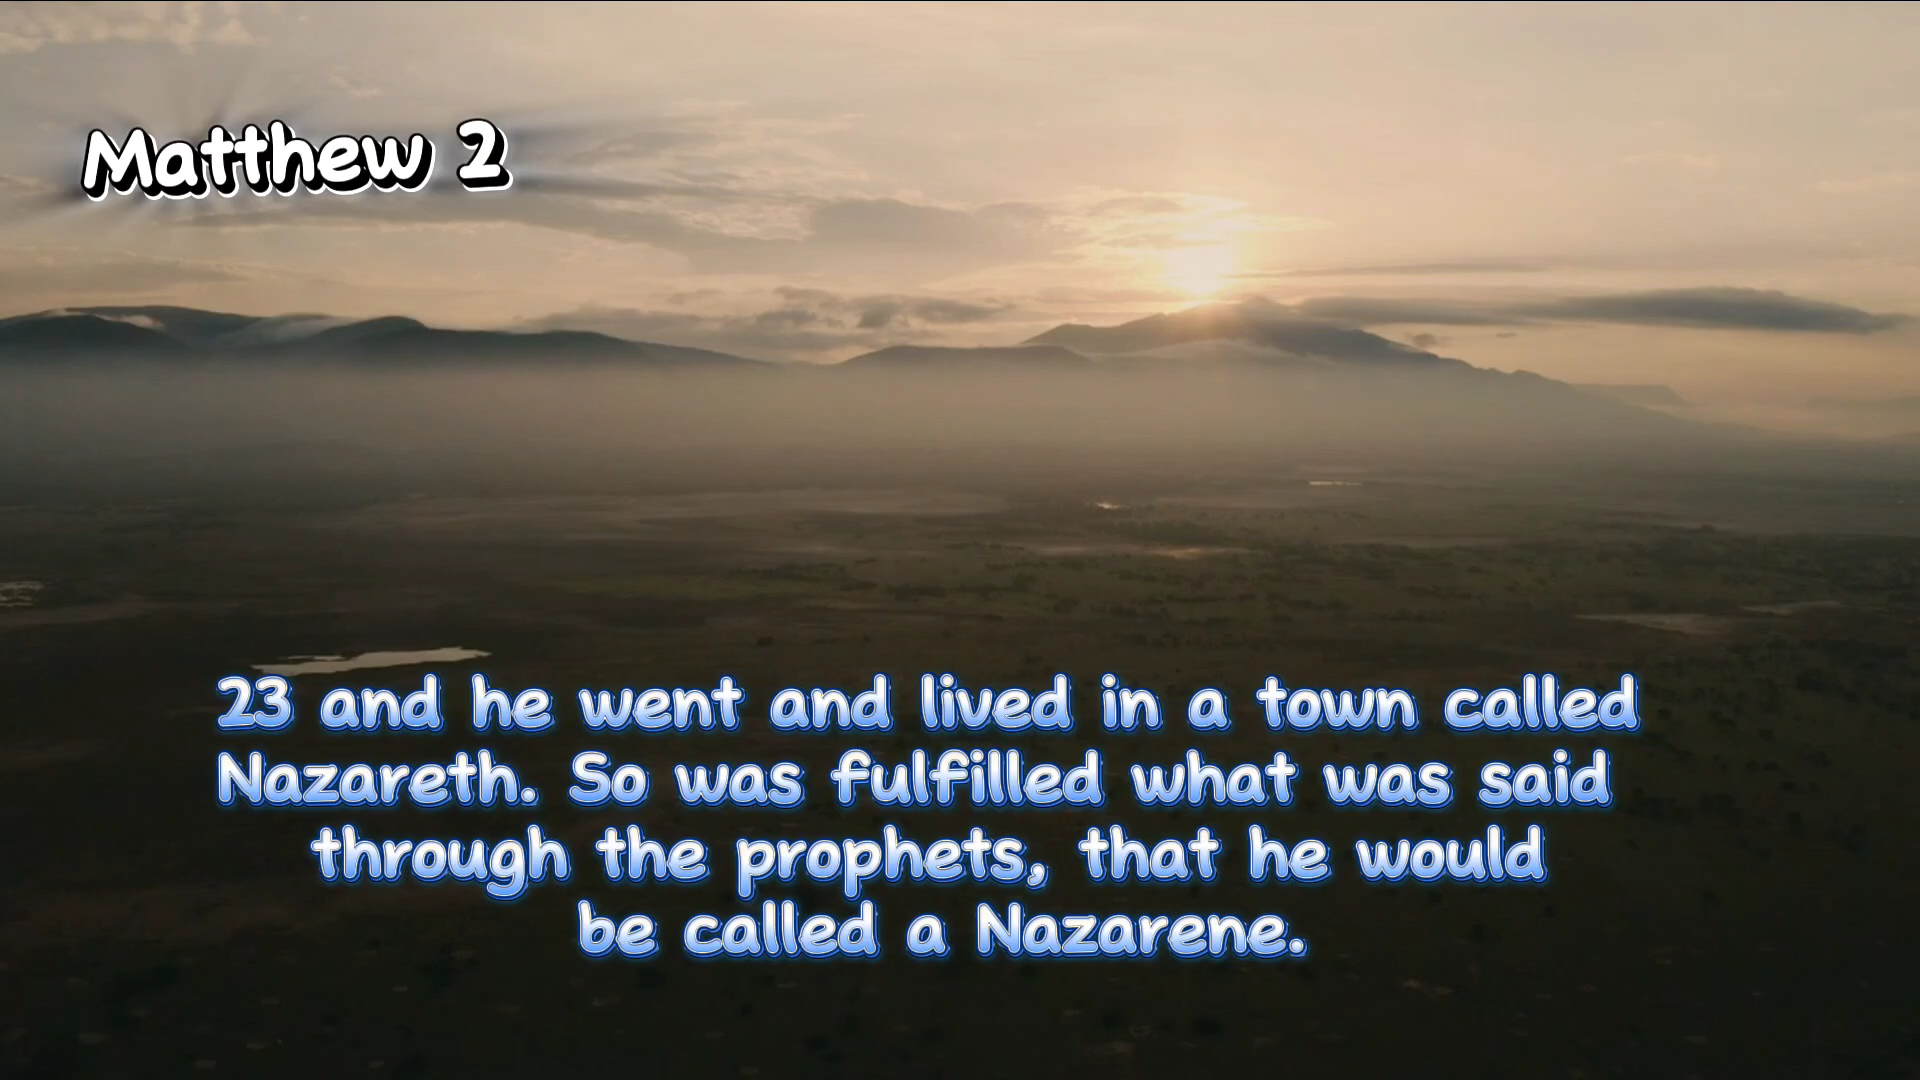 Matthew 2
23 and he went and lived in a town called
Nazareth. So was fulfilled what was said
through the prophets, that he would
be called a Nazarene.